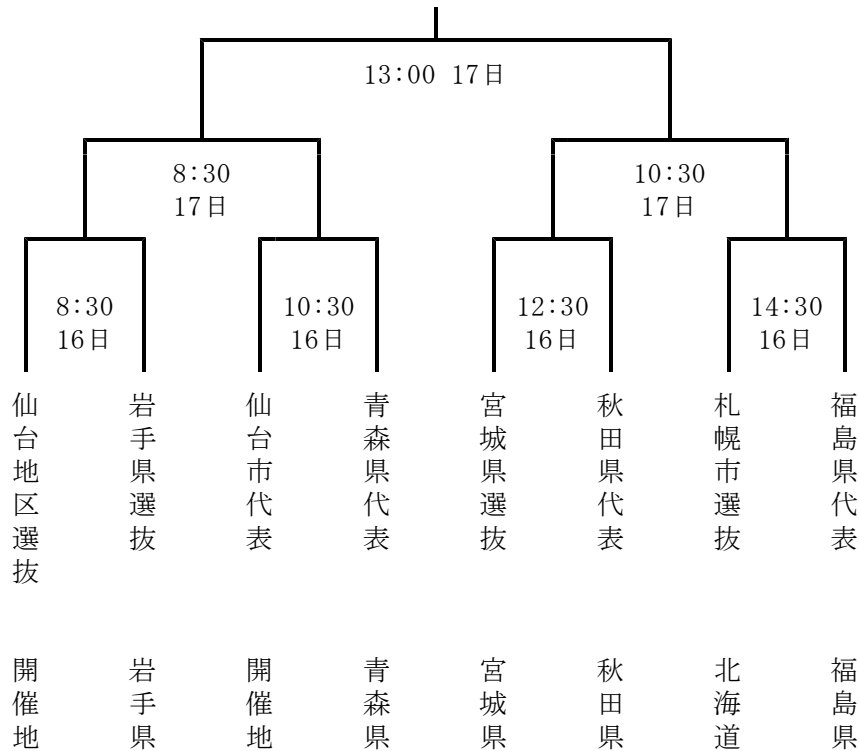 13:00 17日
8:30
17日
10:30
17日
8:30
16日
10:30
16日
12:30
16日
14:30
16日
仙台地区選抜
岩手県選抜
仙台市代表
青森県代表
宮城県選抜
秋田県代表
札幌市選抜
福島県代表
開催地
岩手県
開催地
青森県
宮城県
秋田県
北海道
福島県